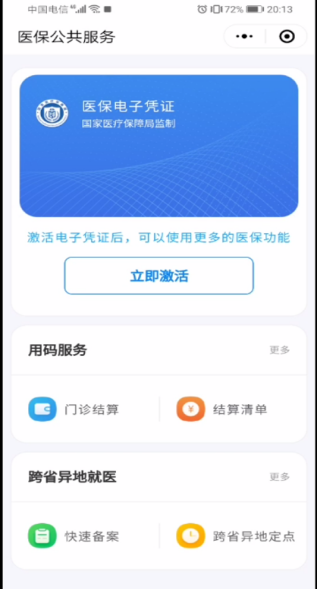 中国电信 72% 20:13
医保公共服务
医保电子凭证
国家医疗保障局监制
激活电子凭证后，可以使用更多的医保功能
立即激活
用码服务 更多
门诊结算 结算清单
跨省异地就医 更多
快速备案 跨省异地定点